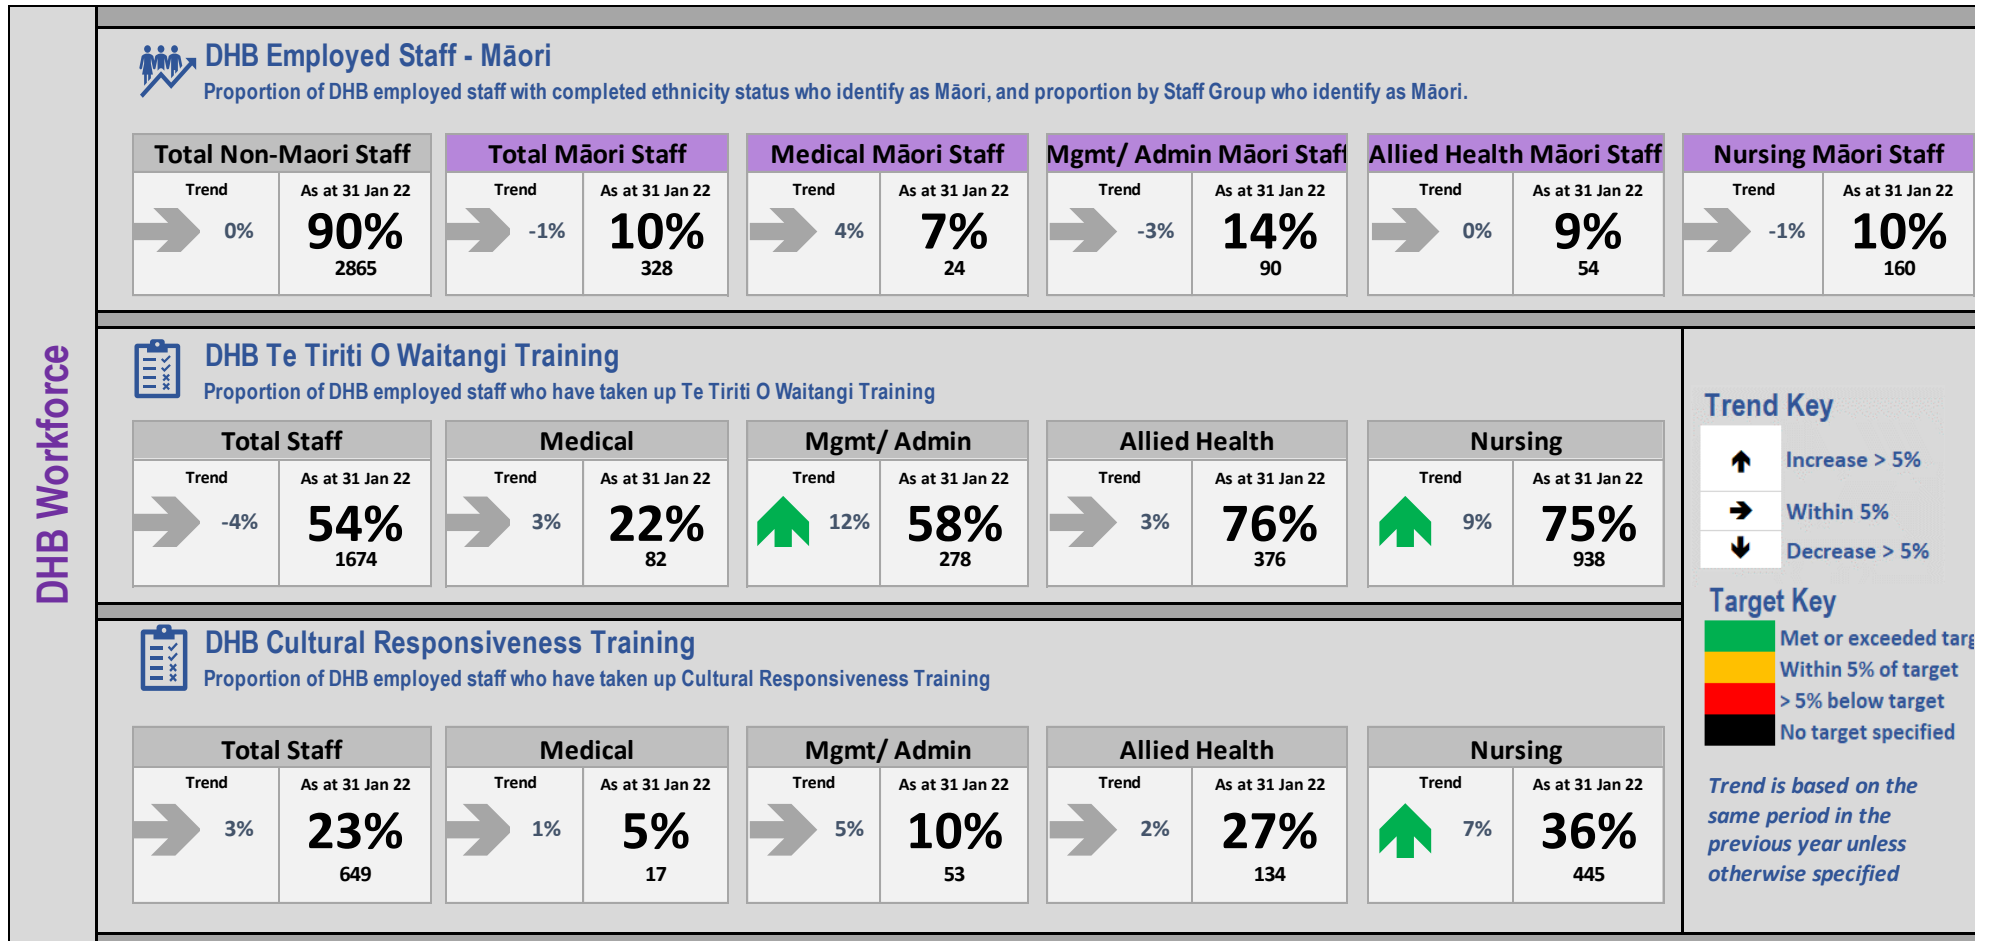 DHB Workforce
DHB Employed Staff - Māori
Proportion of DHB employed staff with completed ethnicity status who identify as Māori, and proportion by Staff Group who identify as Māori.
Total Non-Maori Staff
Trend As at 31 Jan 22
0% 90%
2865
Total Māori Staff
Trend As at 31 Jan 22
-1% 10%
328
Medical Māori Staff
Trend As at 31 Jan 22
4% 7%
24
Mgmt/ Admin Māori Staff
Trend As at 31 Jan 22
-3% 14%
90
Allied Health Māori Staff
Trend As at 31 Jan 22
0% 9%
54
Nursing Māori Staff
Trend As at 31 Jan 22
-1% 10%
160
DHB Te Tiriti O Waitangi Training
Proportion of DHB employed staff who have taken up Te Tiriti O Waitangi Training
Total Staff
Trend As at 31 Jan 22
-4% 54%
1674
Medical
Trend As at 31 Jan 22
3% 22%
82
Mgmt/ Admin
Trend As at 31 Jan 22
12% 58%
278
Allied Health
Trend As at 31 Jan 22
3% 76%
376
Nursing
Trend As at 31 Jan 22
9% 75%
938
DHB Cultural Responsiveness Training
Proportion of DHB employed staff who have taken up Cultural Responsiveness Training
Total Staff
Trend As at 31 Jan 22
3% 23%
649
Medical
Trend As at 31 Jan 22
1% 5%
17
Mgmt/ Admin
Trend As at 31 Jan 22
5% 10%
53
Allied Health
Trend As at 31 Jan 22
2% 27%
134
Nursing
Trend As at 31 Jan 22
7% 36%
445
Trend Key
Increase > 5%
Within 5%
Decrease > 5%
Target Key
Met or exceeded targ
Within 5% of target
> 5% below target
No target specified
Trend is based on the
same period in the
previous year unless
otherwise specified